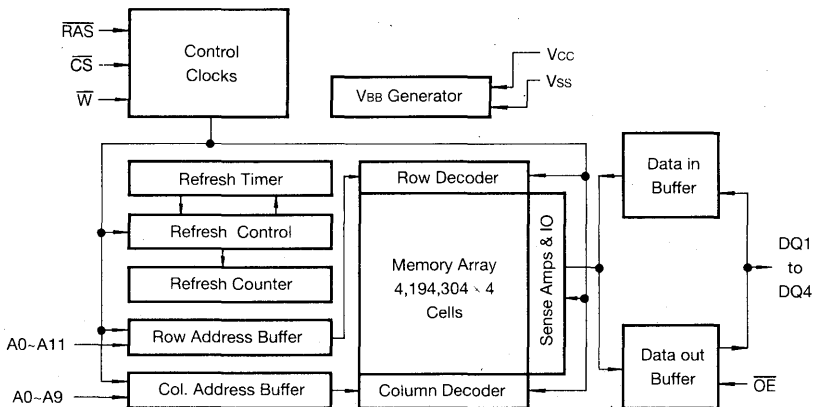 RAS
CS
W
Control
Clocks
VBB Generator
Vcc
Vss
Refresh Timer
Refresh Control
Refresh Counter
Row Address Buffer
Col. Address Buffer
A0~A11
A0~A9
Row Decoder
Memory Array
4,194,304 x 4
Cells
Column Decoder
Sense Amps & IO
Data in
Buffer
DQ1
to
DQ4
Data out
Buffer
OE